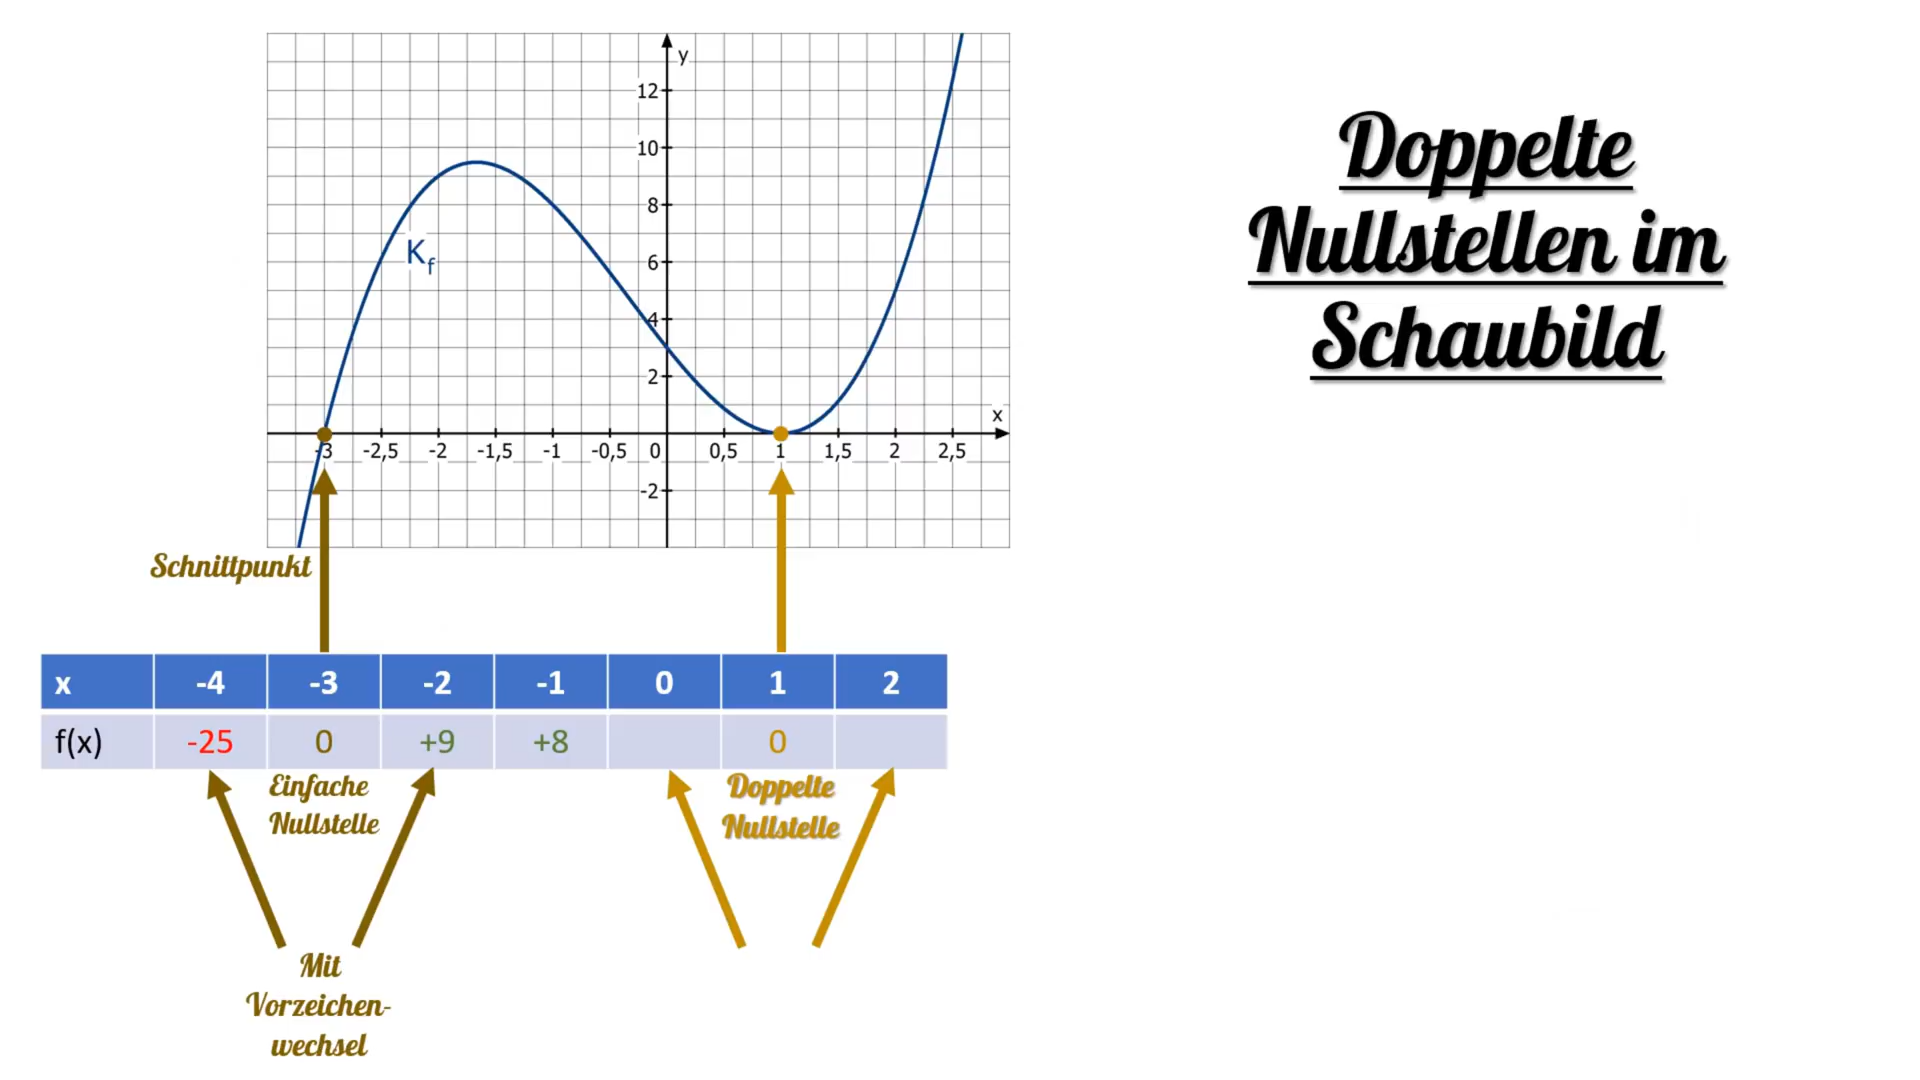 Doppelte
Nullstellen im
Schaubild
y
12
10
8
6
4
2
-2
K_f
x
-3 -2,5 -2 -1,5 -1 -0,5 0 0,5 1 1,5 2 2,5
Schnittpunkt
x -4 -3 -2 -1 0 1 2
f(x) -25 0 +9 +8 0
Einfache
Nullstelle
Doppelte
Nullstelle
Mit
Vorzeichen-
wechsel